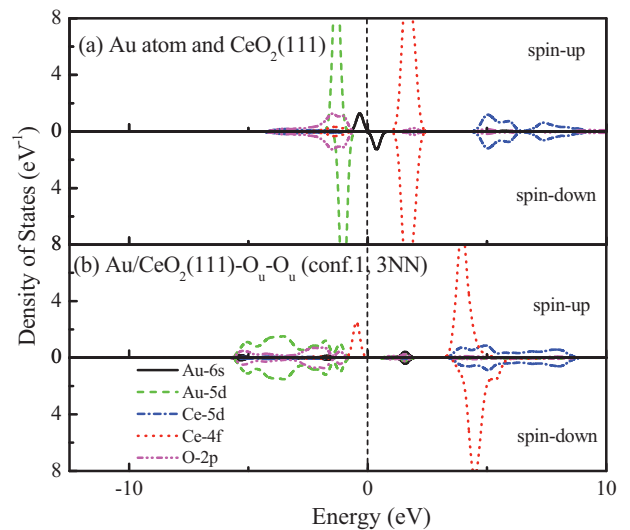 8
(a) Au atom and CeO₂(111)
spin-up
4
0
4
spin-down
8
(b) Au/CeO₂(111)-Oᵤ-Oᵤ (conf.1, 3NN)
4
spin-up
0
Au-6s
Au-5d
4
Ce-5d
Ce-4f
spin-down
O-2p
8
-10
0
10
Energy (eV)
Density of States (eV⁻¹)